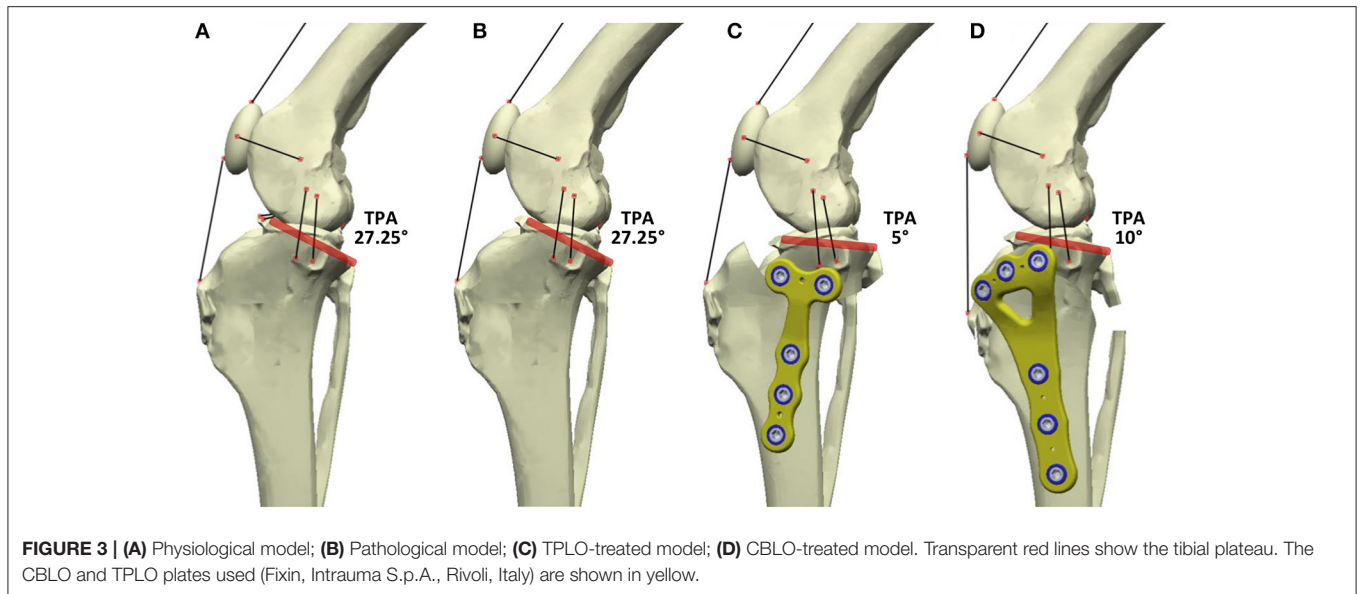 A
B
C
D
TPA
27.25°
TPA
27.25°
TPA
5°
TPA
10°
FIGURE 3 | (A) Physiological model; (B) Pathological model; (C) TPLO-treated model; (D) CBLO-treated model. Transparent red lines show the tibial plateau. The
CBLO and TPLO plates used (Fixin, Intrauma S.p.A., Rivoli, Italy) are shown in yellow.